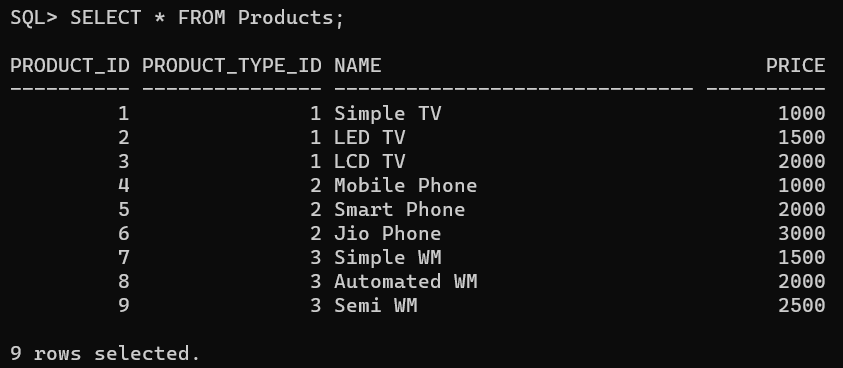 SQL> SELECT * FROM Products;
PRODUCT_ID PRODUCT_TYPE_ID NAME                                PRICE
---------- --------------- ------------------------------ ----------
         1               1 Simple TV                            1000
         2               1 LED TV                               1500
         3               1 LCD TV                               2000
         4               2 Mobile Phone                         1000
         5               2 Smart Phone                          2000
         6               2 Jio Phone                            3000
         7               3 Simple WM                            1500
         8               3 Automated WM                         2000
         9               3 Semi WM                              2500
9 rows selected.